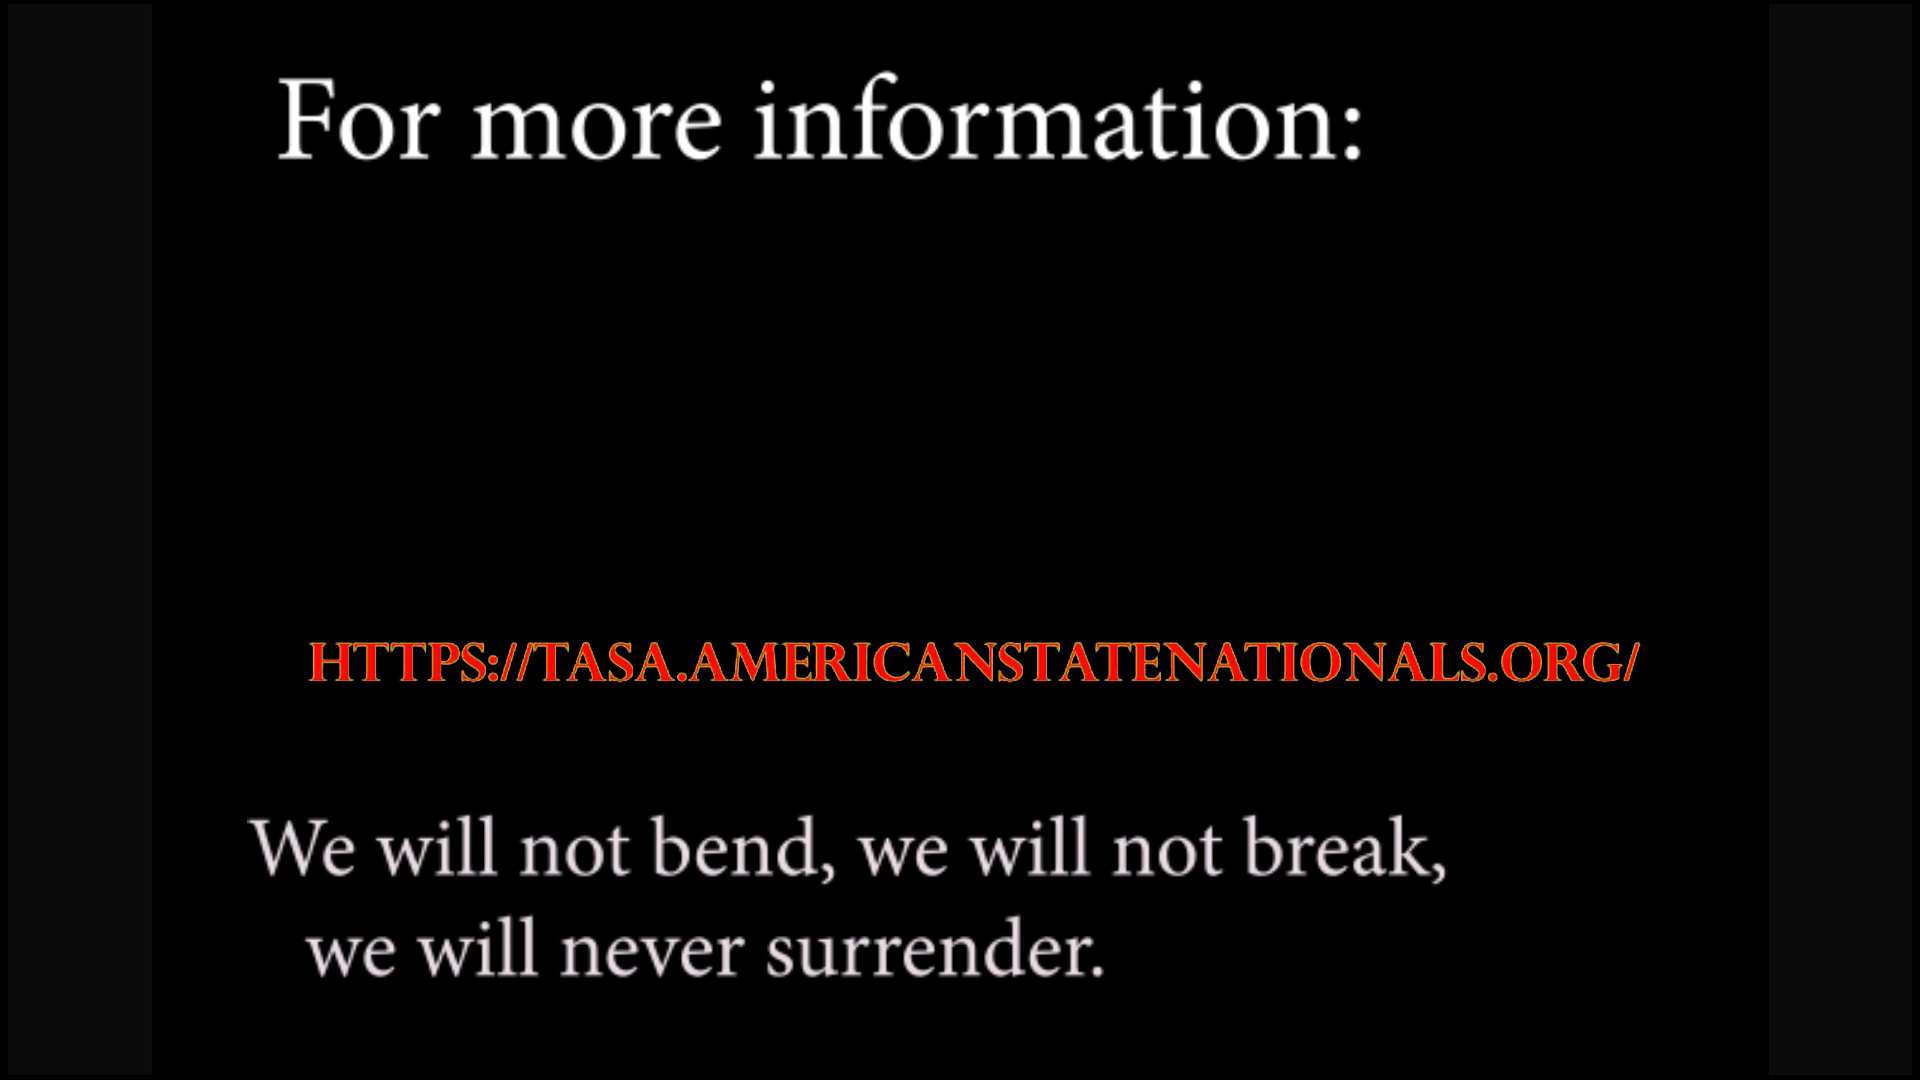 For more information:
HTTPS://TASA.AMERICANSTATENATIONALS.ORG/
We will not bend, we will not break,
we will never surrender.